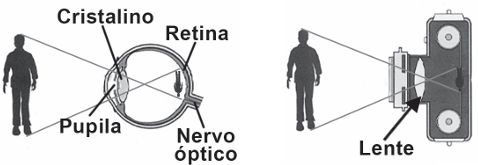 Cristalino
Retina
Pupila
Nervo
óptico
Lente